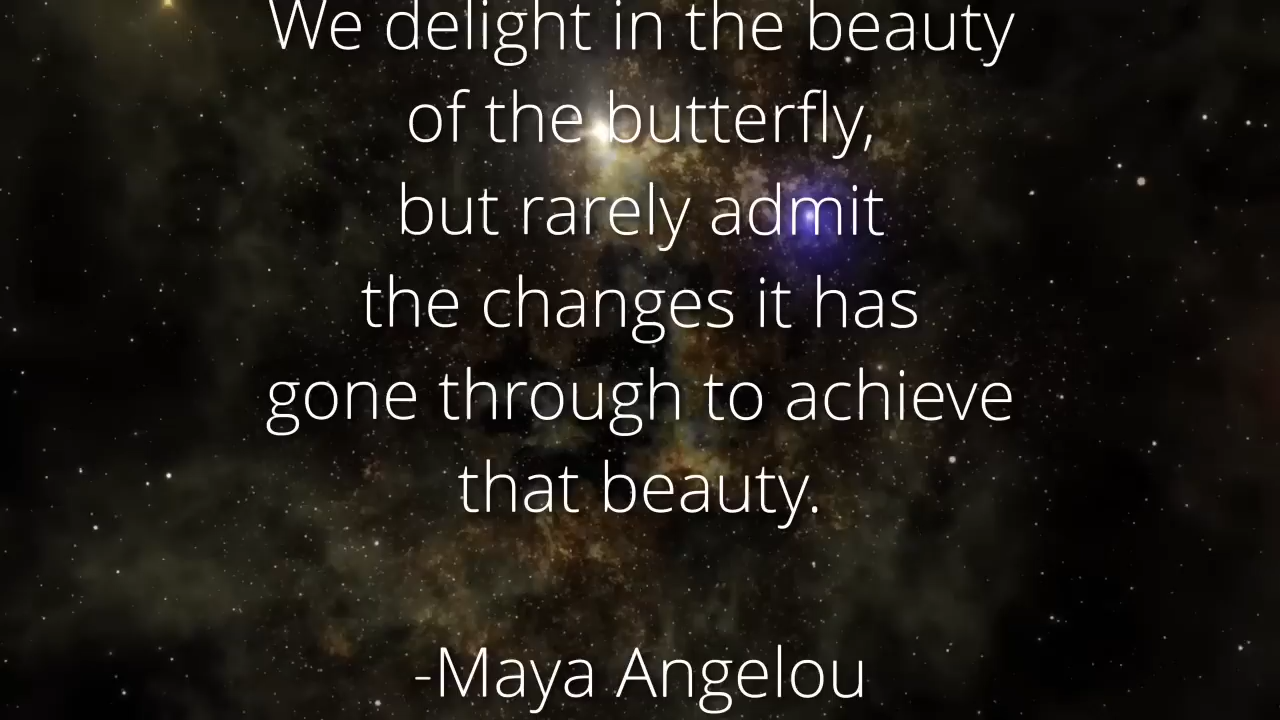 We delight in the beauty
of the butterfly,
but rarely admit
the changes it has
gone through to achieve
that beauty.
-Maya Angelou